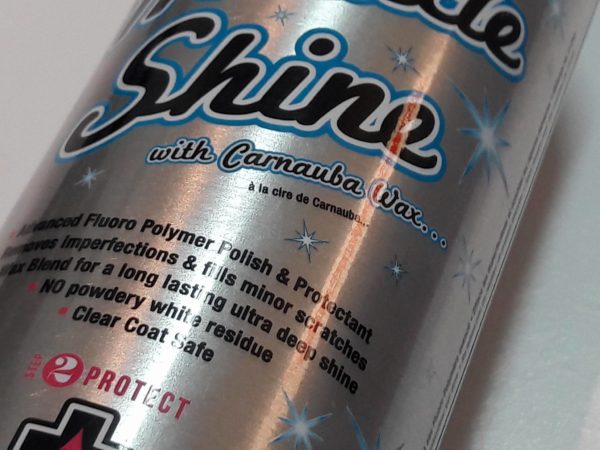 Shine
with Carnauba Wax...
à la cire de Carnauba...
Advanced Fluoro Polymer Polish & Protectant
Removes Imperfections & fills minor scratches
Wax Blend for a long lasting ultra deep shine
• NO powdery white residue
• Clear Coat Safe
STEP 2 PROTECT